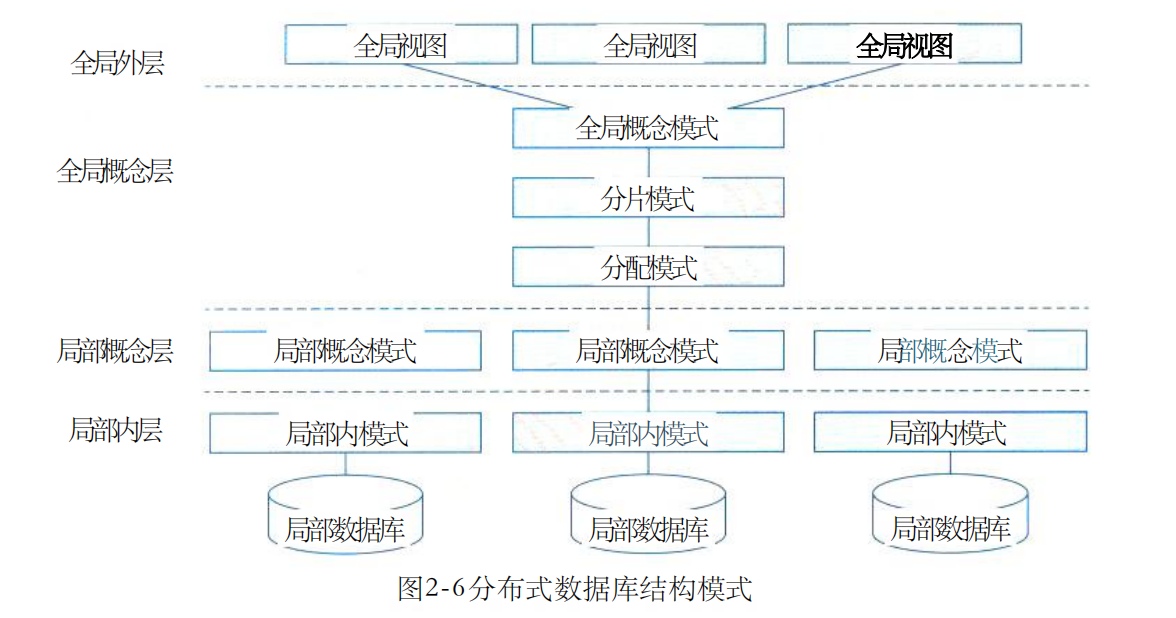 全局外层
全局视图
全局视图
全局视图
全局概念层
全局概念模式
分片模式
分配模式
局部概念层
局部概念模式
局部概念模式
局部概念模式
局部内层
局部内模式
局部内模式
局部内模式
局部数据库
局部数据库
局部数据库
图2-6分布式数据库结构模式